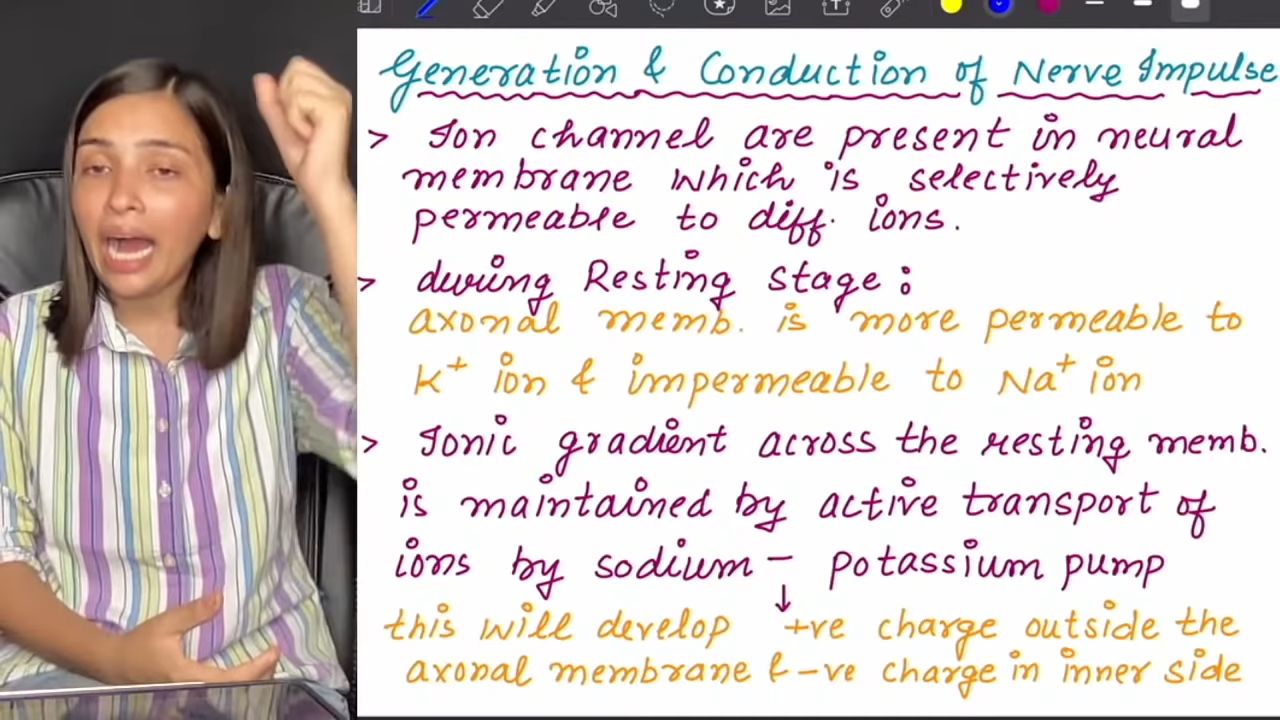 Generation & Conduction of Nerve Impulse
> Ion channel are present in neural
membrane which is selectively
permeable to diff. ions.
> during Resting Stage :
axonal memb. is more permeable to
K+ ion & impermeable to Na+ ion
> Ionic gradient across the resting memb.
is maintained by active transport of
ions by sodium - potassium pump
↓
this will develop +ve charge outside the
axonal membrane & -ve charge in inner side